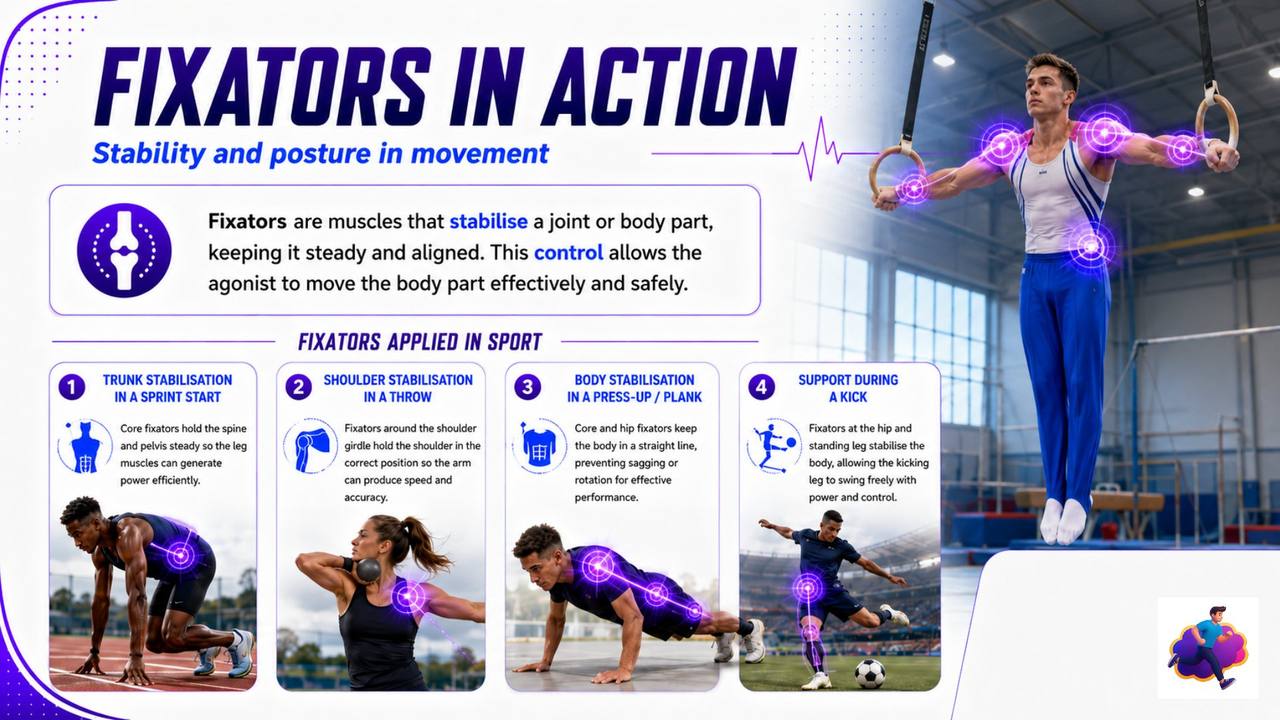 FIXATORS IN ACTION
Stability and posture in movement
Fixators are muscles that stabilise a joint or body part,
keeping it steady and aligned. This control allows the
agonist to move the body part effectively and safely.
FIXATORS APPLIED IN SPORT
1
TRUNK STABILISATION
IN A SPRINT START
Core fixators hold the spine
and pelvis steady so the leg
muscles can generate
power efficiently.
2
SHOULDER STABILISATION
IN A THROW
Fixators around the shoulder
girdle hold the shoulder in the
correct position so the arm
can produce speed and
accuracy.
3
BODY STABILISATION
IN A PRESS-UP / PLANK
Core and hip fixators keep
the body in a straight line,
preventing sagging or
rotation for effective
performance.
4
SUPPORT DURING
A KICK
Fixators at the hip and
standing leg stabilise the
body, allowing the kicking
leg to swing freely with
power and control.